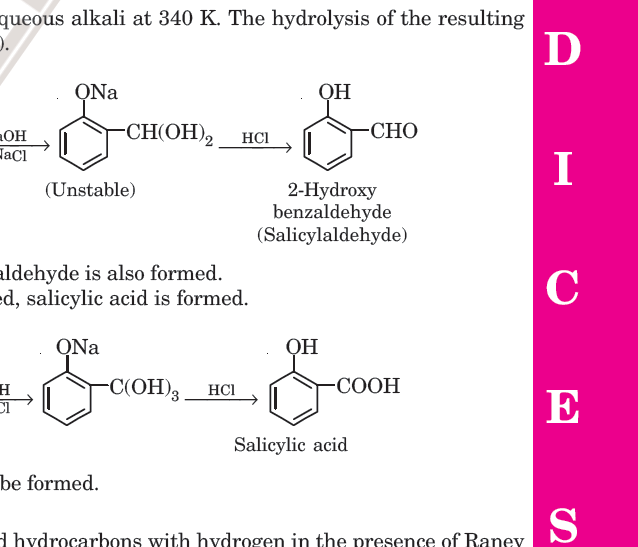 queous alkali at 340 K. The hydrolysis of the resulting
).
ONa
OH
aOH
CH(OH)2
HCl
CHO
NaCl
(Unstable)
2-Hydroxy
benzaldehyde
(Salicylaldehyde)
aldehyde is also formed.
ed, salicylic acid is formed.
ONa
OH
H
C(OH)3
HCl
COOH
Cl
Salicylic acid
be formed.
d hydrocarbons with hydrogen in the presence of Raney
D
I
C
E
S